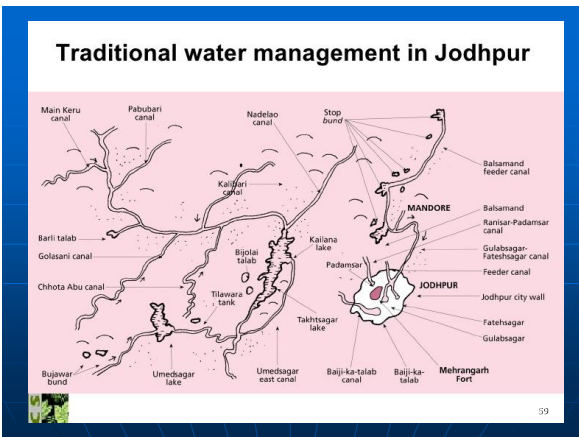 Traditional water management in Jodhpur
Main Keru
canal
Pabubari
canal
Nadelao
canal
Stop
bund
Balsamand
feeder canal
Kalibari
canal
MANDORE
Balsamand
Ranisar-Padamsar
canal
Barli talab
Golasani canal
Bijolai
talab
Kailana
lake
Gulabsagar-
Fateshsagar canal
Padamsar
Feeder canal
Chhota Abu canal
JODHPUR
Tilawara
tank
Jodhpur city wall
Takhtsagar
lake
Fatehsagar
Gulabsagar
Bujawar
bund
Umedsagar
lake
Umedsagar
east canal
Baiji-ka-talab
canal
Baiji-ka-
talab
Mehrangarh
Fort
59